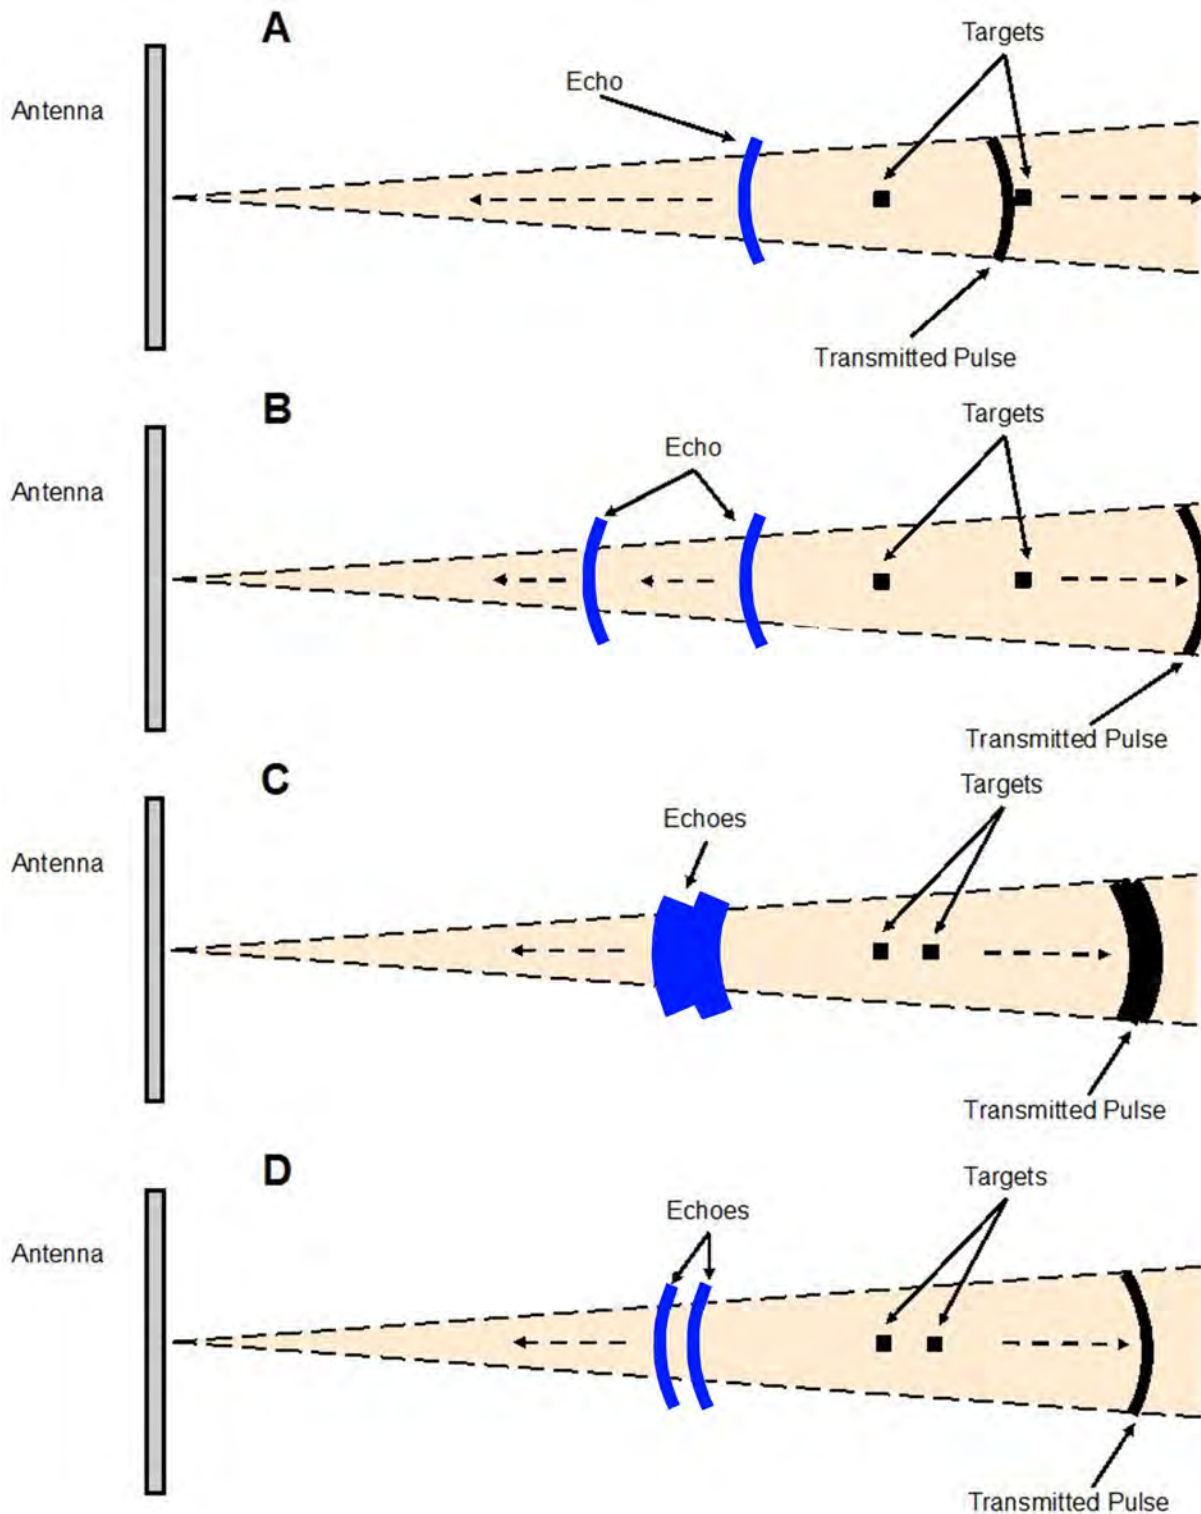 A
Targets
Echo
Antenna
Transmitted Pulse
B
Targets
Echo
Antenna
Transmitted Pulse
C
Targets
Echoes
Antenna
Transmitted Pulse
D
Targets
Echoes
Antenna
Transmitted Pulse